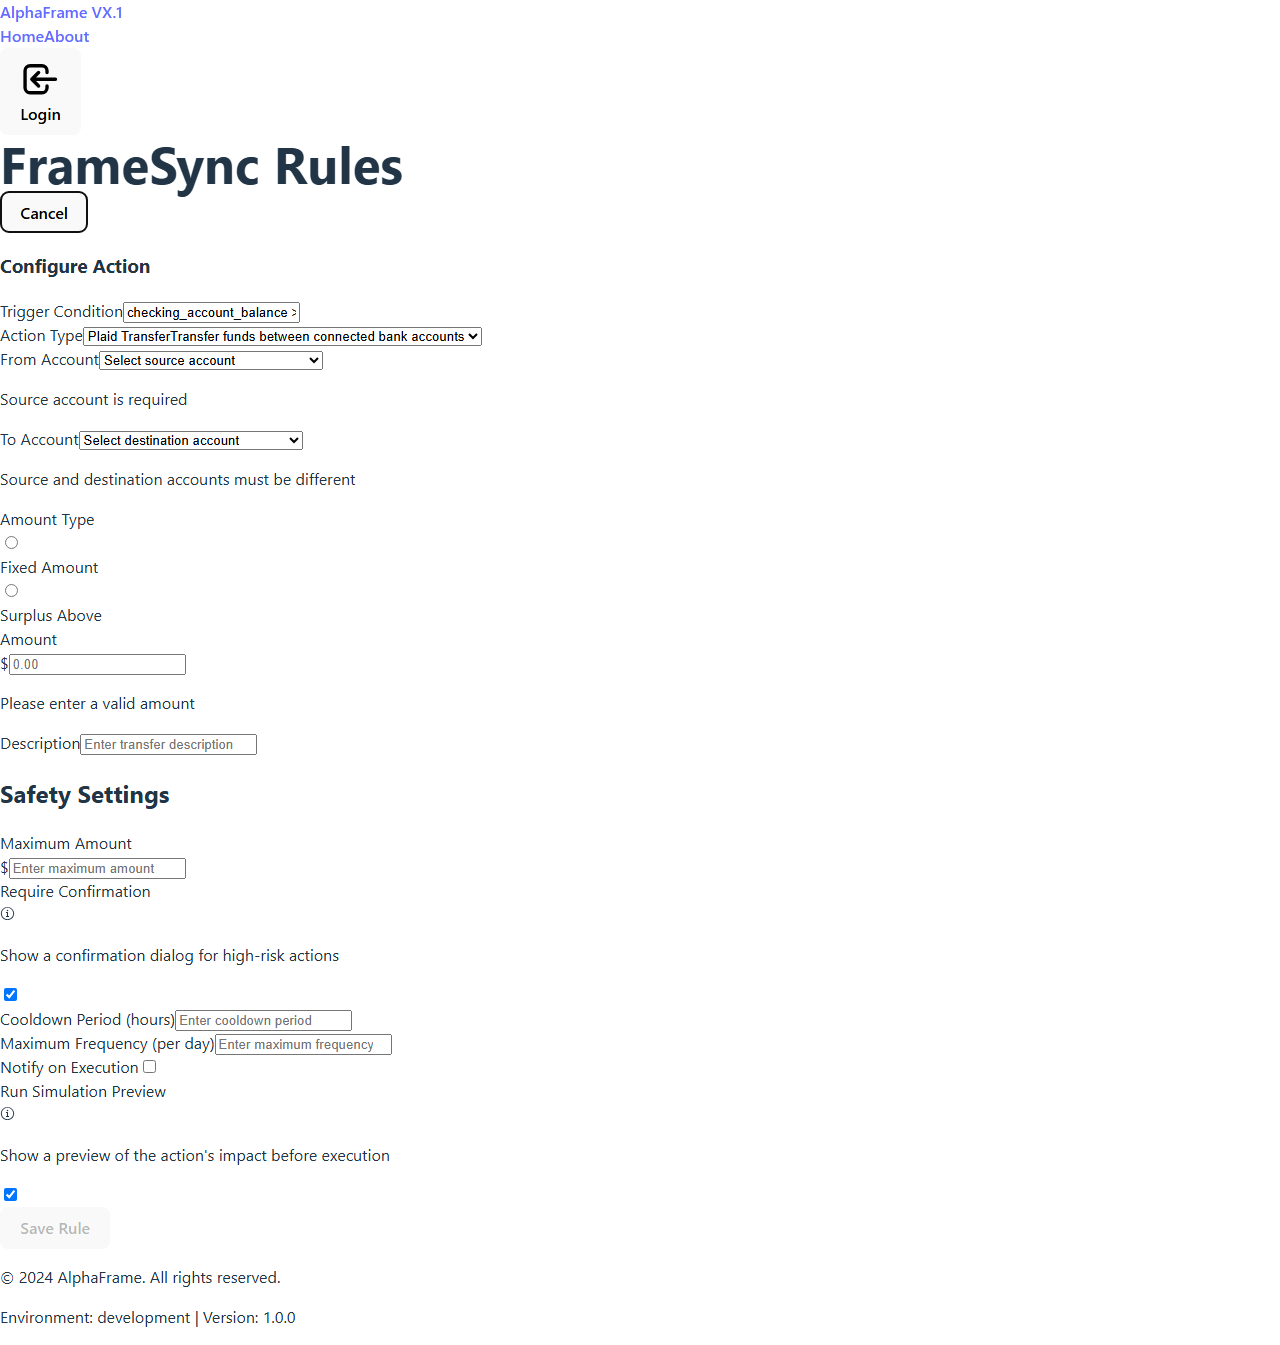 AlphaFrame VX.1
HomeAbout
Login
FrameSync Rules
Cancel
Configure Action
Trigger Condition checking_account_balance >
Action Type Plaid TransferTransfer funds between connected bank accounts
From Account Select source account
Source account is required
To Account Select destination account
Source and destination accounts must be different
Amount Type
Fixed Amount
Surplus Above
Amount
$ 0.00
Please enter a valid amount
Description Enter transfer description
Safety Settings
Maximum Amount
$ Enter maximum amount
Require Confirmation
Show a confirmation dialog for high-risk actions
Cooldown Period (hours) Enter cooldown period
Maximum Frequency (per day) Enter maximum frequency
Notify on Execution
Run Simulation Preview
Show a preview of the action's impact before execution
Save Rule
© 2024 AlphaFrame. All rights reserved.
Environment: development | Version: 1.0.0